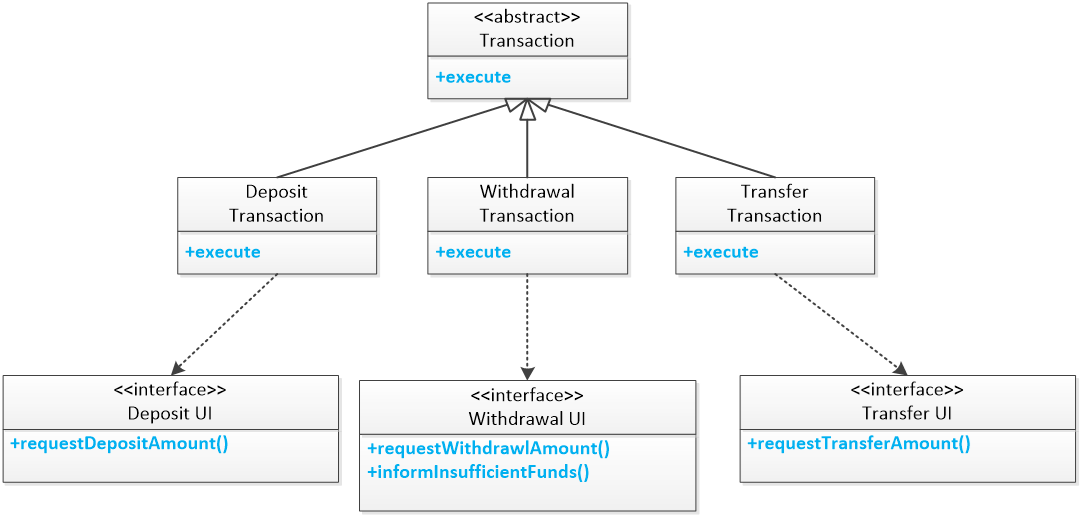 <<abstract>>
Transaction
+execute
Deposit
Transaction
+execute
Withdrawal
Transaction
+execute
Transfer
Transaction
+execute
<<interface>>
Deposit UI
+requestDepositAmount()
<<interface>>
Withdrawal UI
+requestWithdrawlAmount()
+informInsufficientFunds()
<<interface>>
Transfer UI
+requestTransferAmount()